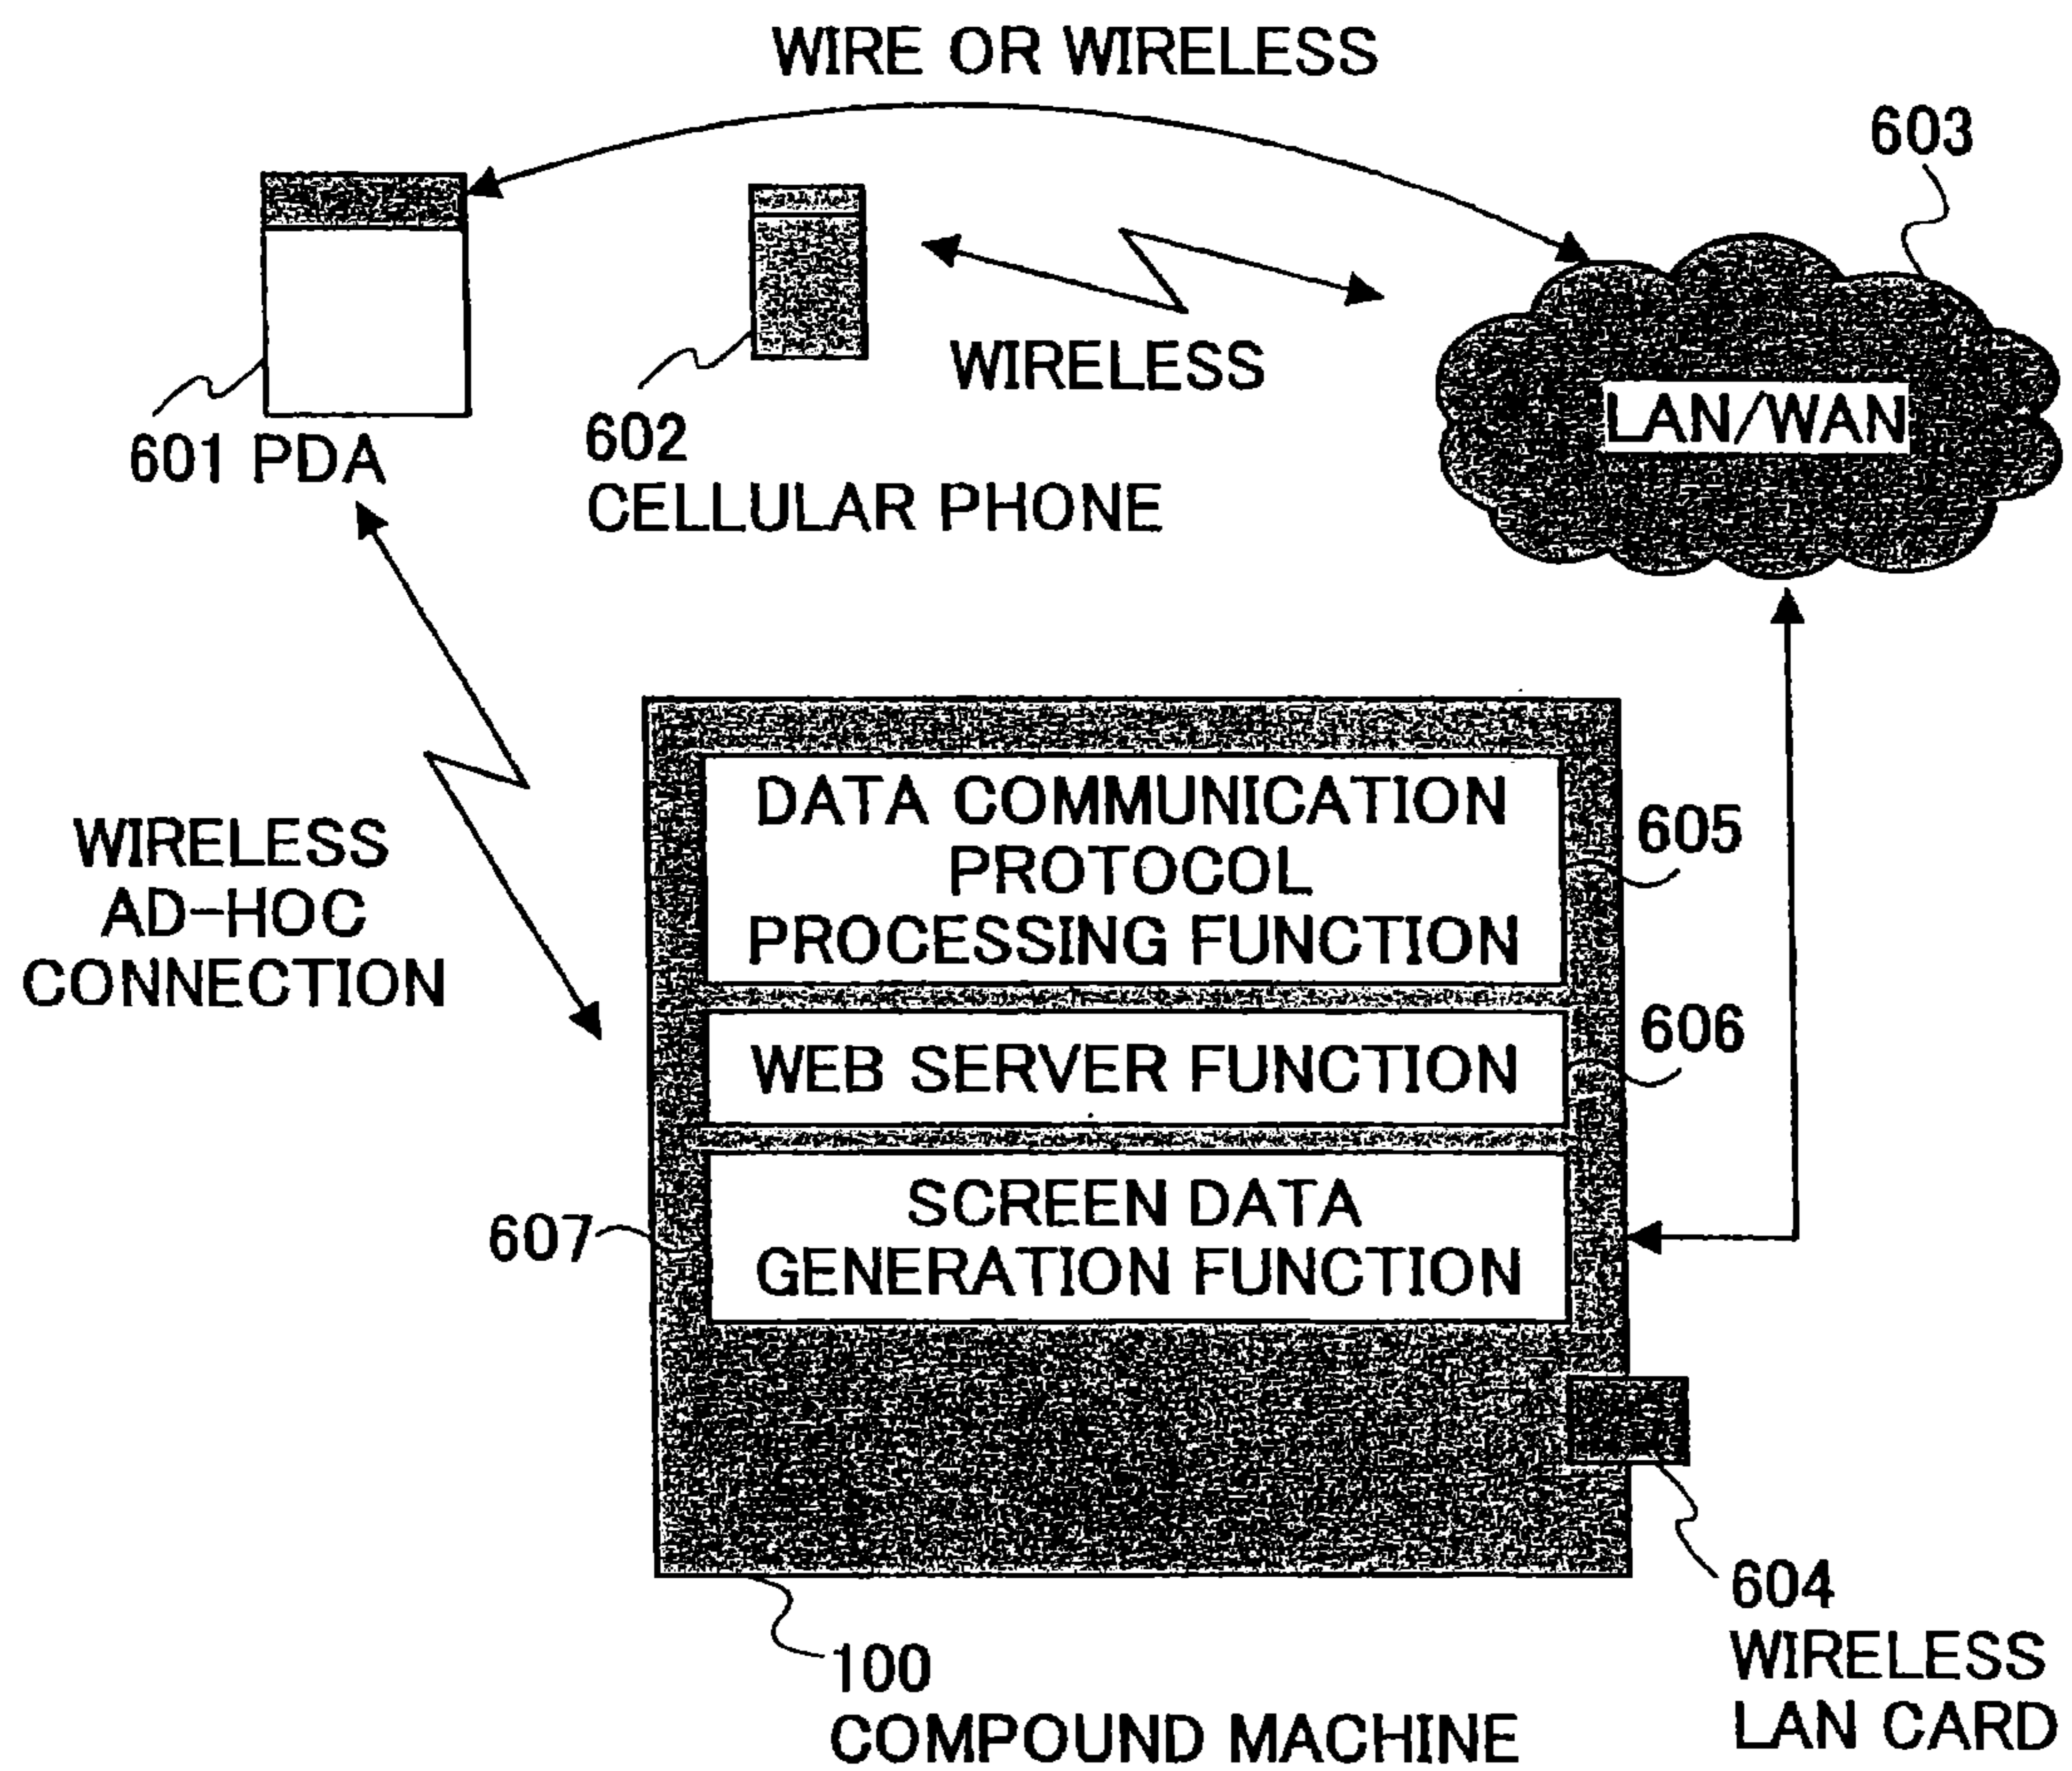 WIRE OR WIRELESS
603
601 PDA
602
CELLULAR PHONE
WIRELESS
LAN/WAN
WIRELESS
AD-HOC
CONNECTION
DATA COMMUNICATION
PROTOCOL
PROCESSING FUNCTION
605
WEB SERVER FUNCTION
606
SCREEN DATA
GENERATION FUNCTION
607
604
WIRELESS
LAN CARD
100
COMPOUND MACHINE